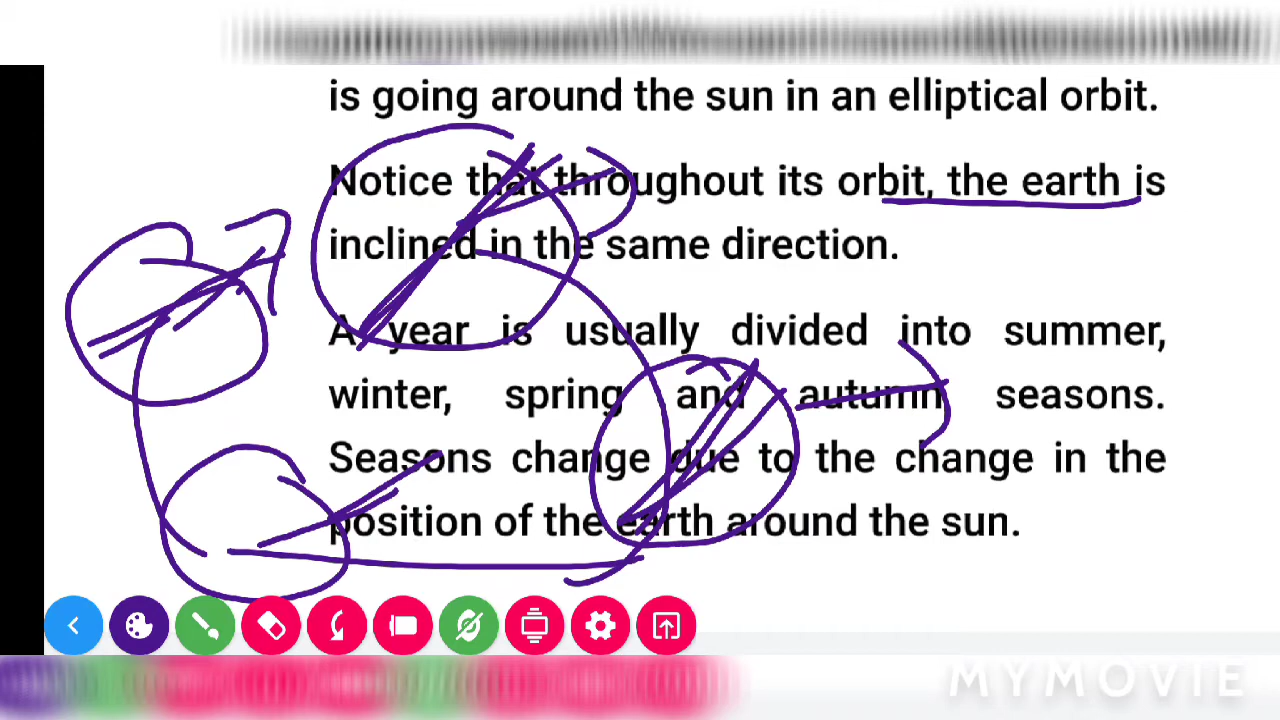 is going around the sun in an elliptical orbit.
Notice that throughout its orbit, the earth is
inclined in the same direction.
A year is usually divided into summer,
winter, spring and autumn seasons.
Seasons change due to the change in the
position of the earth around the sun.
MYMOVIE